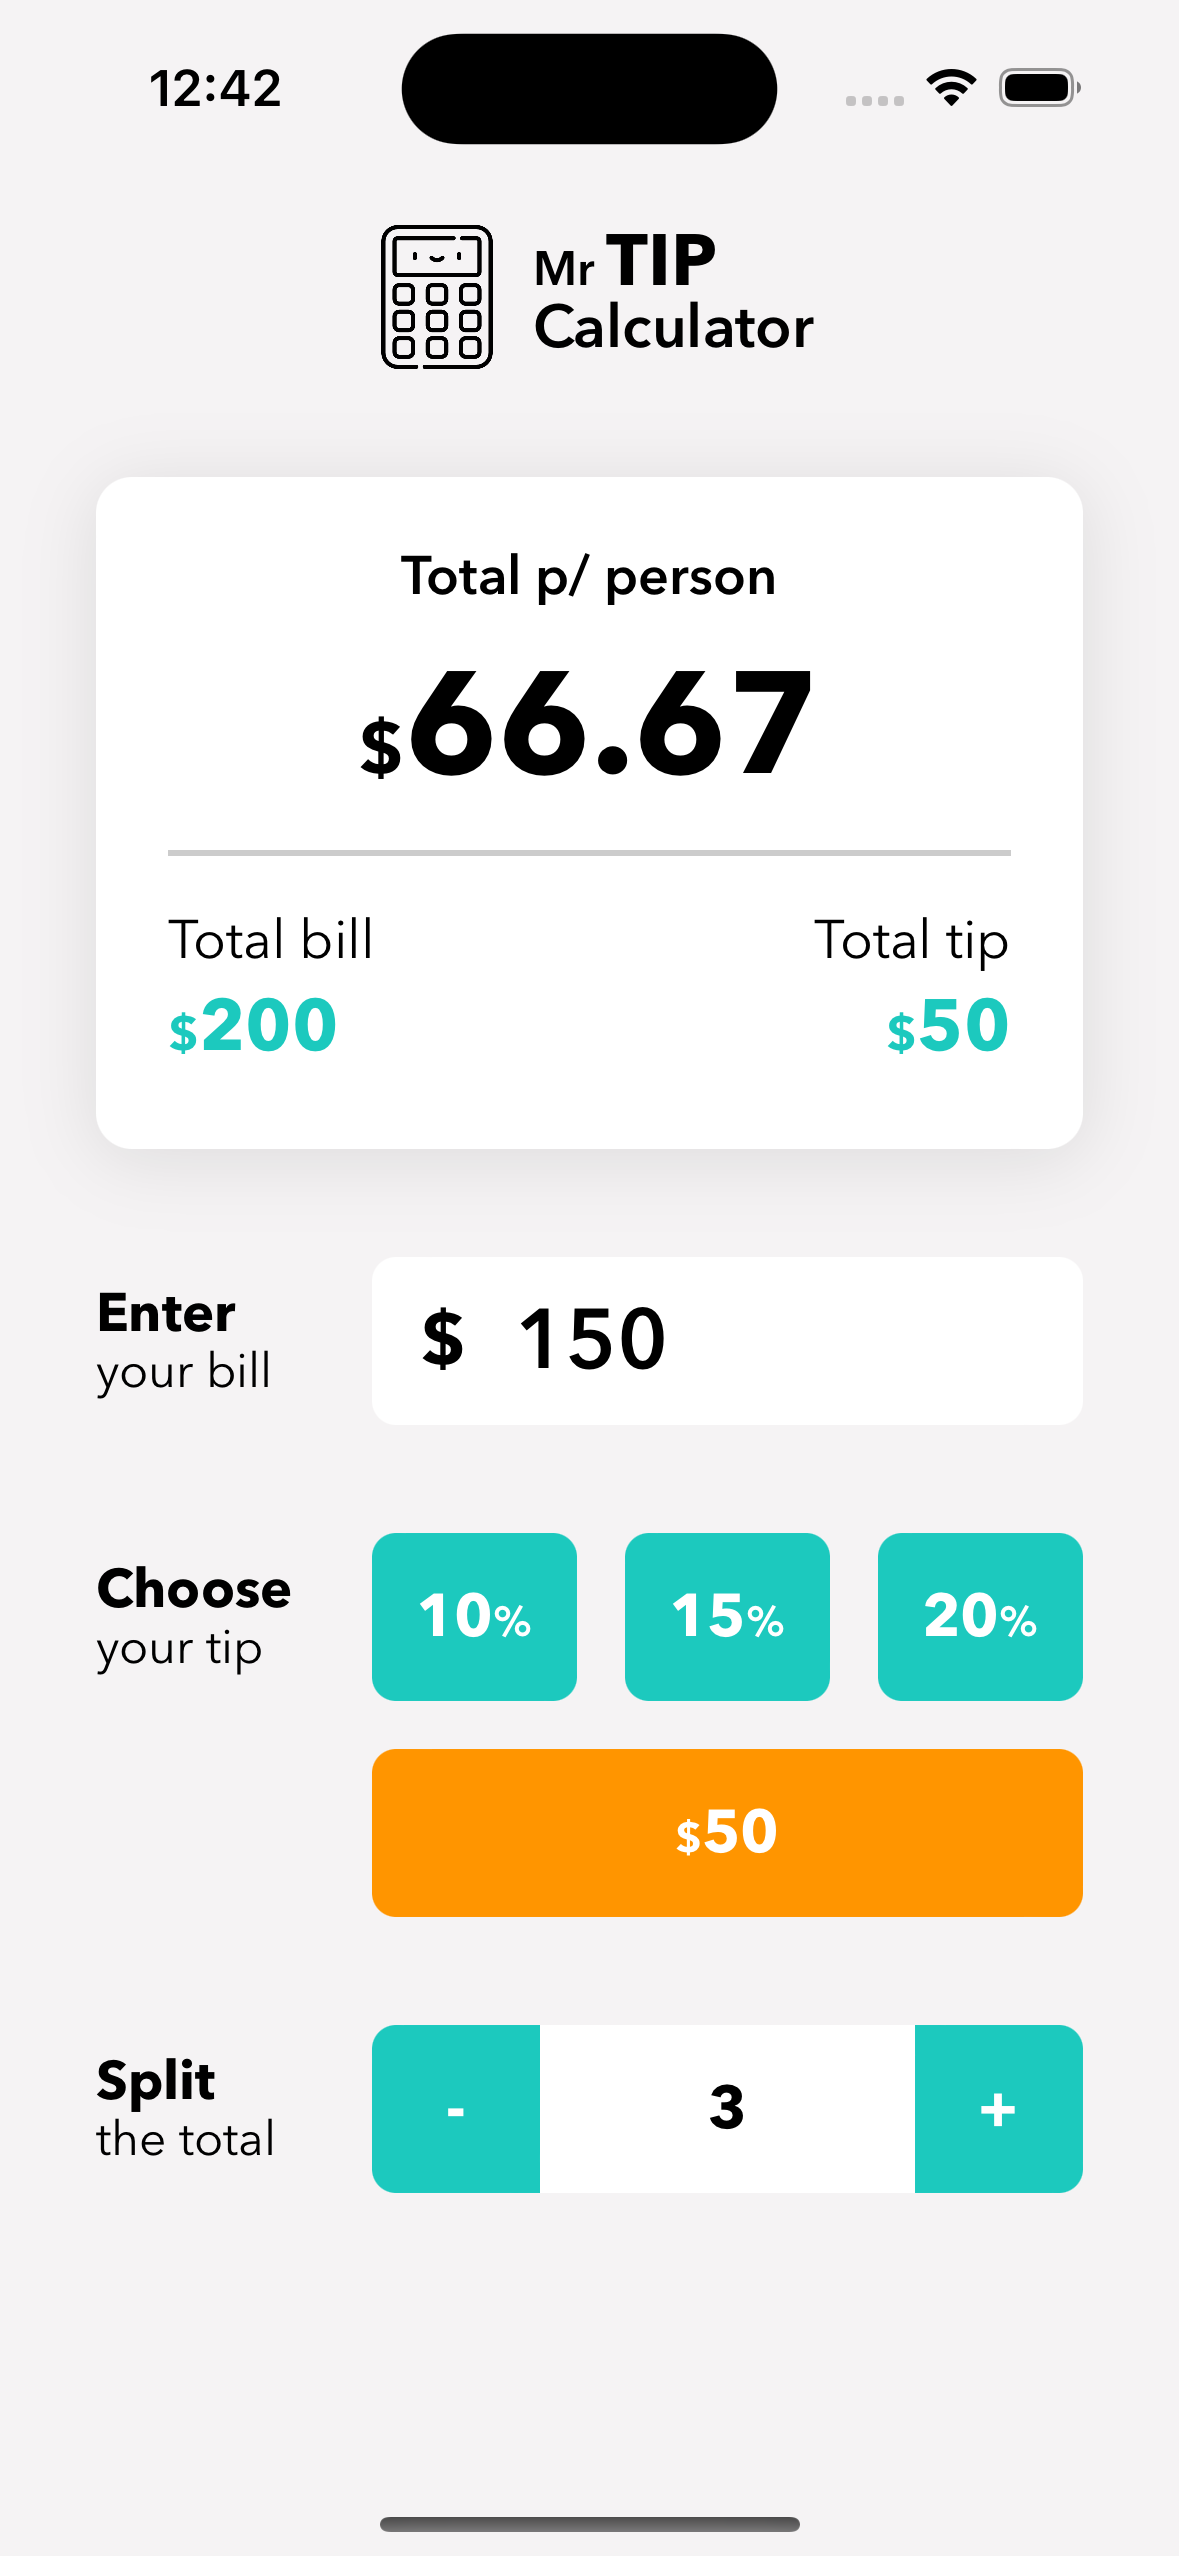 12:42
Mr TIP
Calculator
Total p/ person
$66.67
Total bill
Total tip
$200
$50
Enter
your bill
$ 150
Choose
your tip
10%
15%
20%
$50
Split
the total
-
3
+